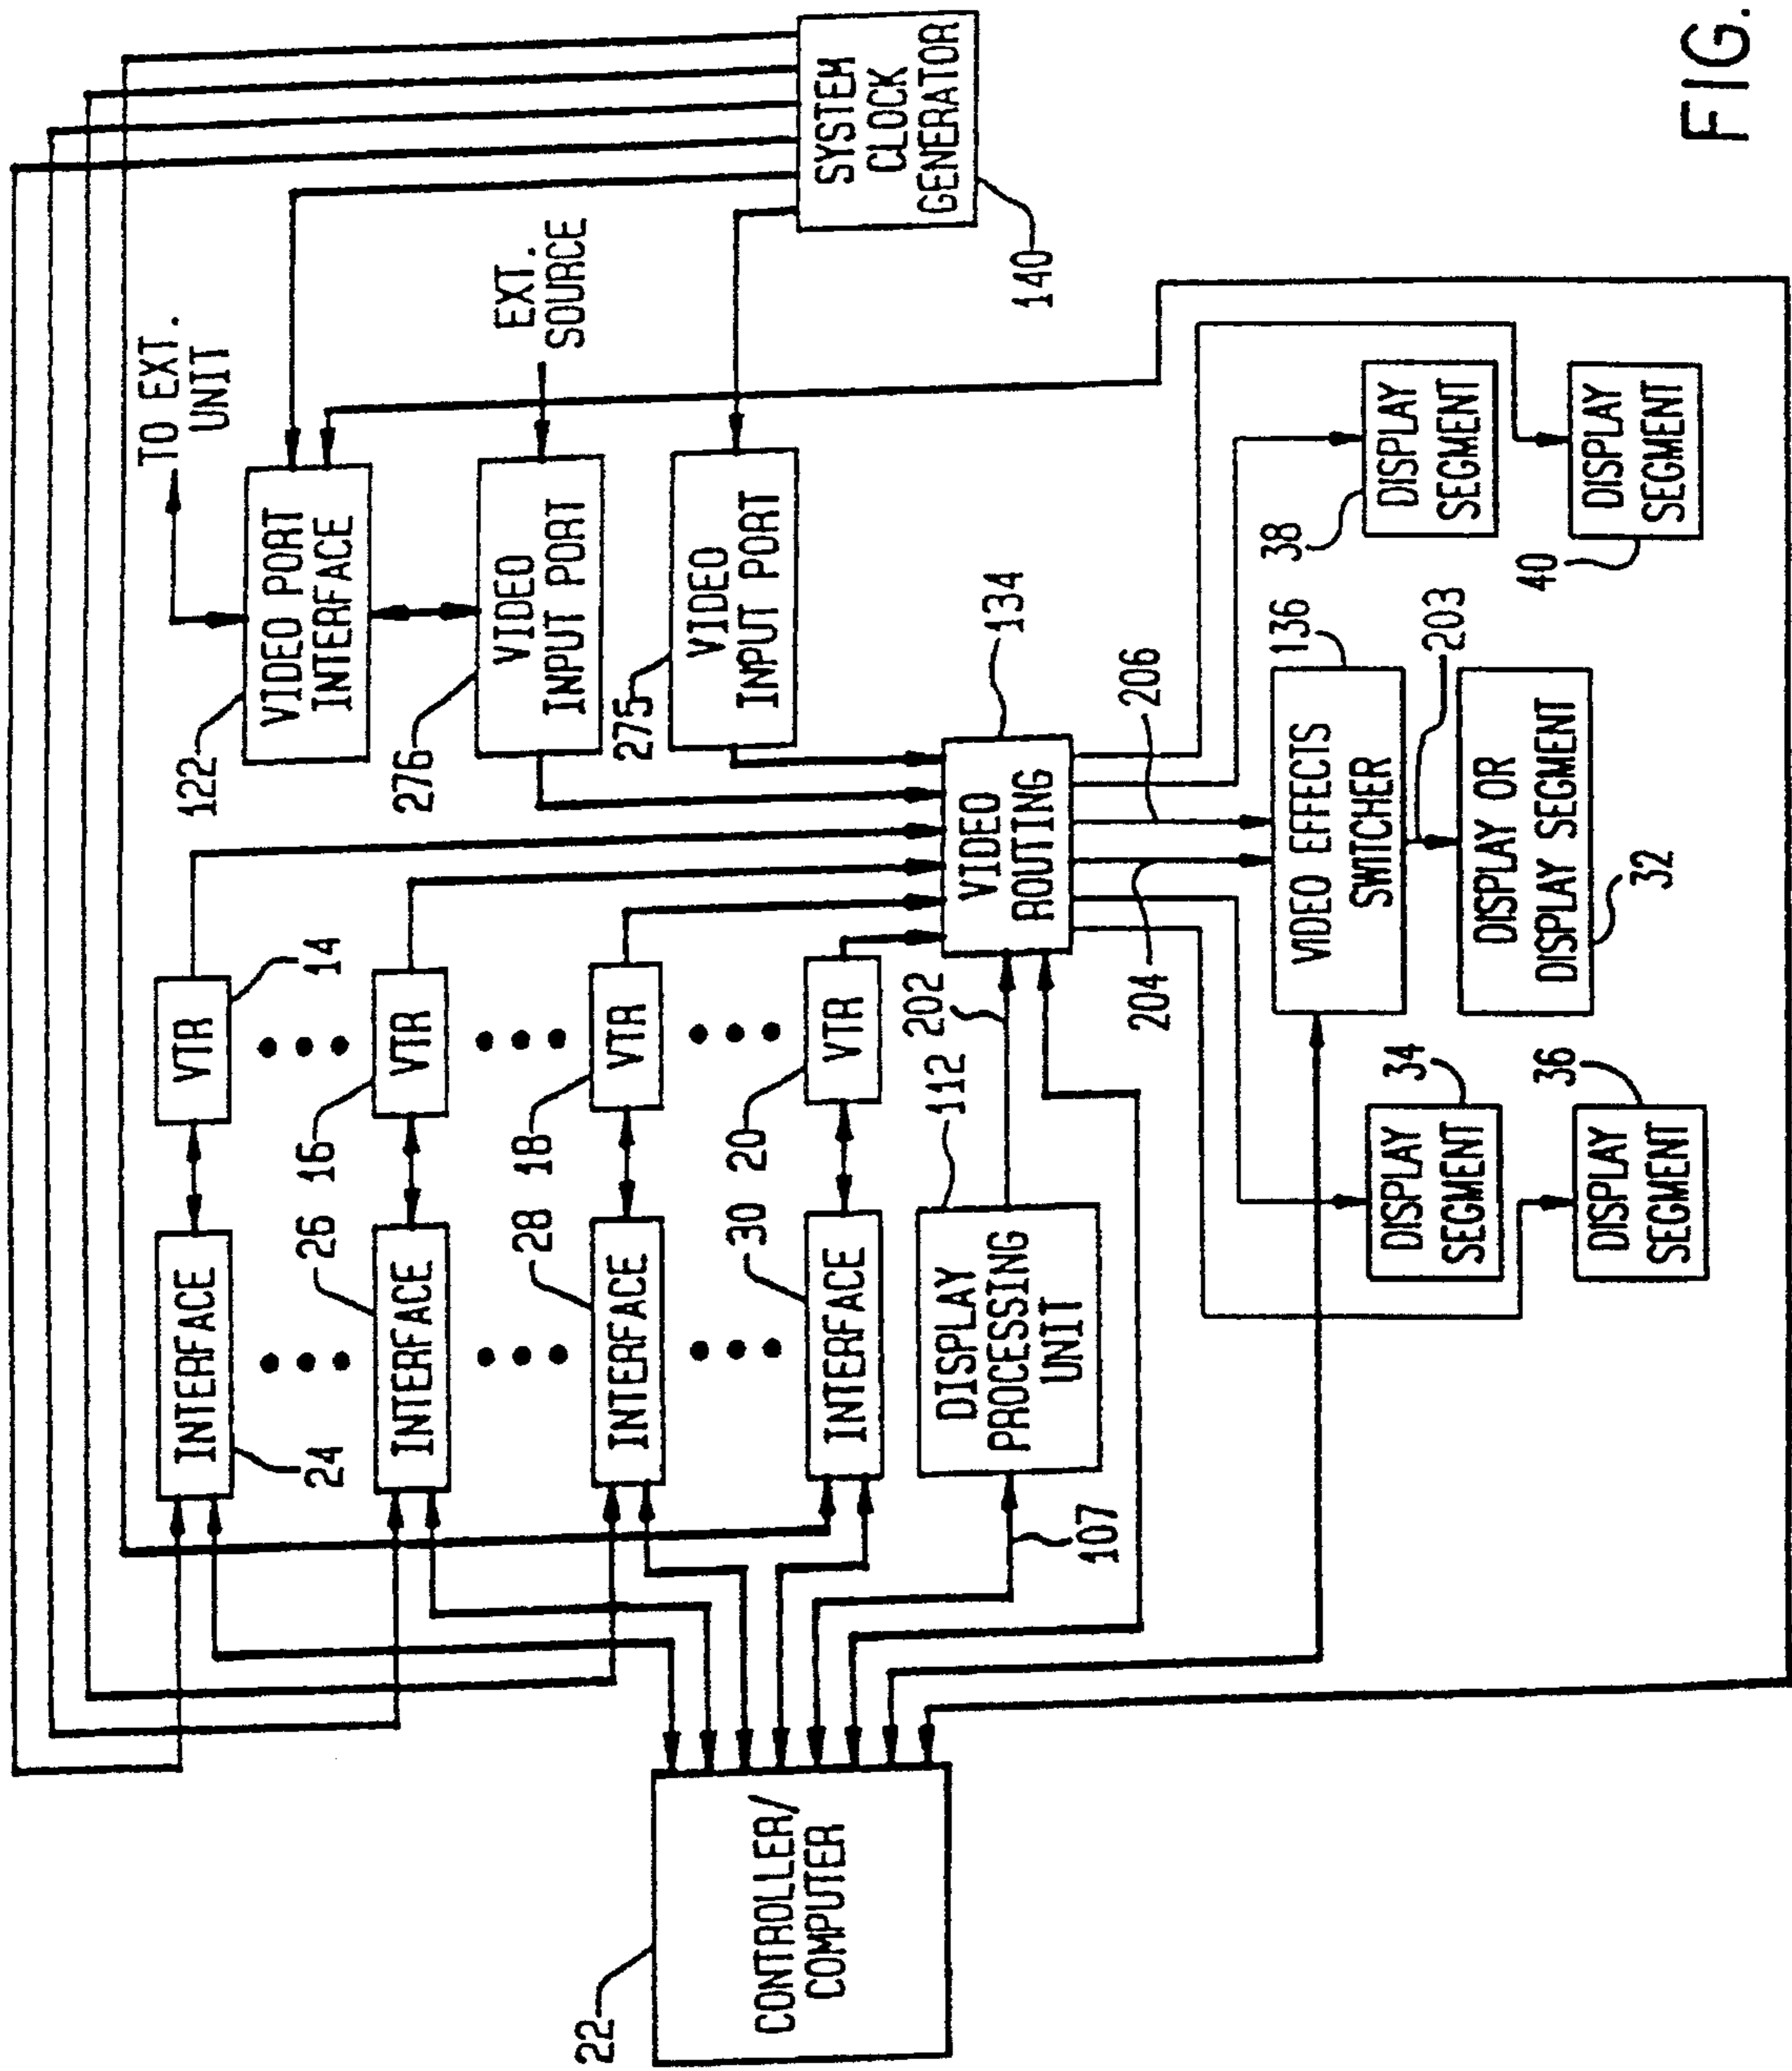 TO EXT.
UNIT
EXT.
SOURCE
SYSTEM
CLOCK
GENERATOR
140
122
VIDEO PORT
INTERFACE
276
VIDEO
INPUT PORT
275
VIDEO
INPUT PORT
INTERFACE
24
VTR
14
26
INTERFACE
16
VTR
28
INTERFACE
18
VTR
30
INTERFACE
20
VTR
CONTROLLER/
COMPUTER
22
107
DISPLAY
PROCESSING
UNIT
112
202
VIDEO
ROUTING
134
204
206
VIDEO EFFECTS
SWITCHER
136
203
DISPLAY OR
DISPLAY SEGMENT
32
34
DISPLAY
SEGMENT
36
DISPLAY
SEGMENT
38
DISPLAY
SEGMENT
40
DISPLAY
SEGMENT
FIG.